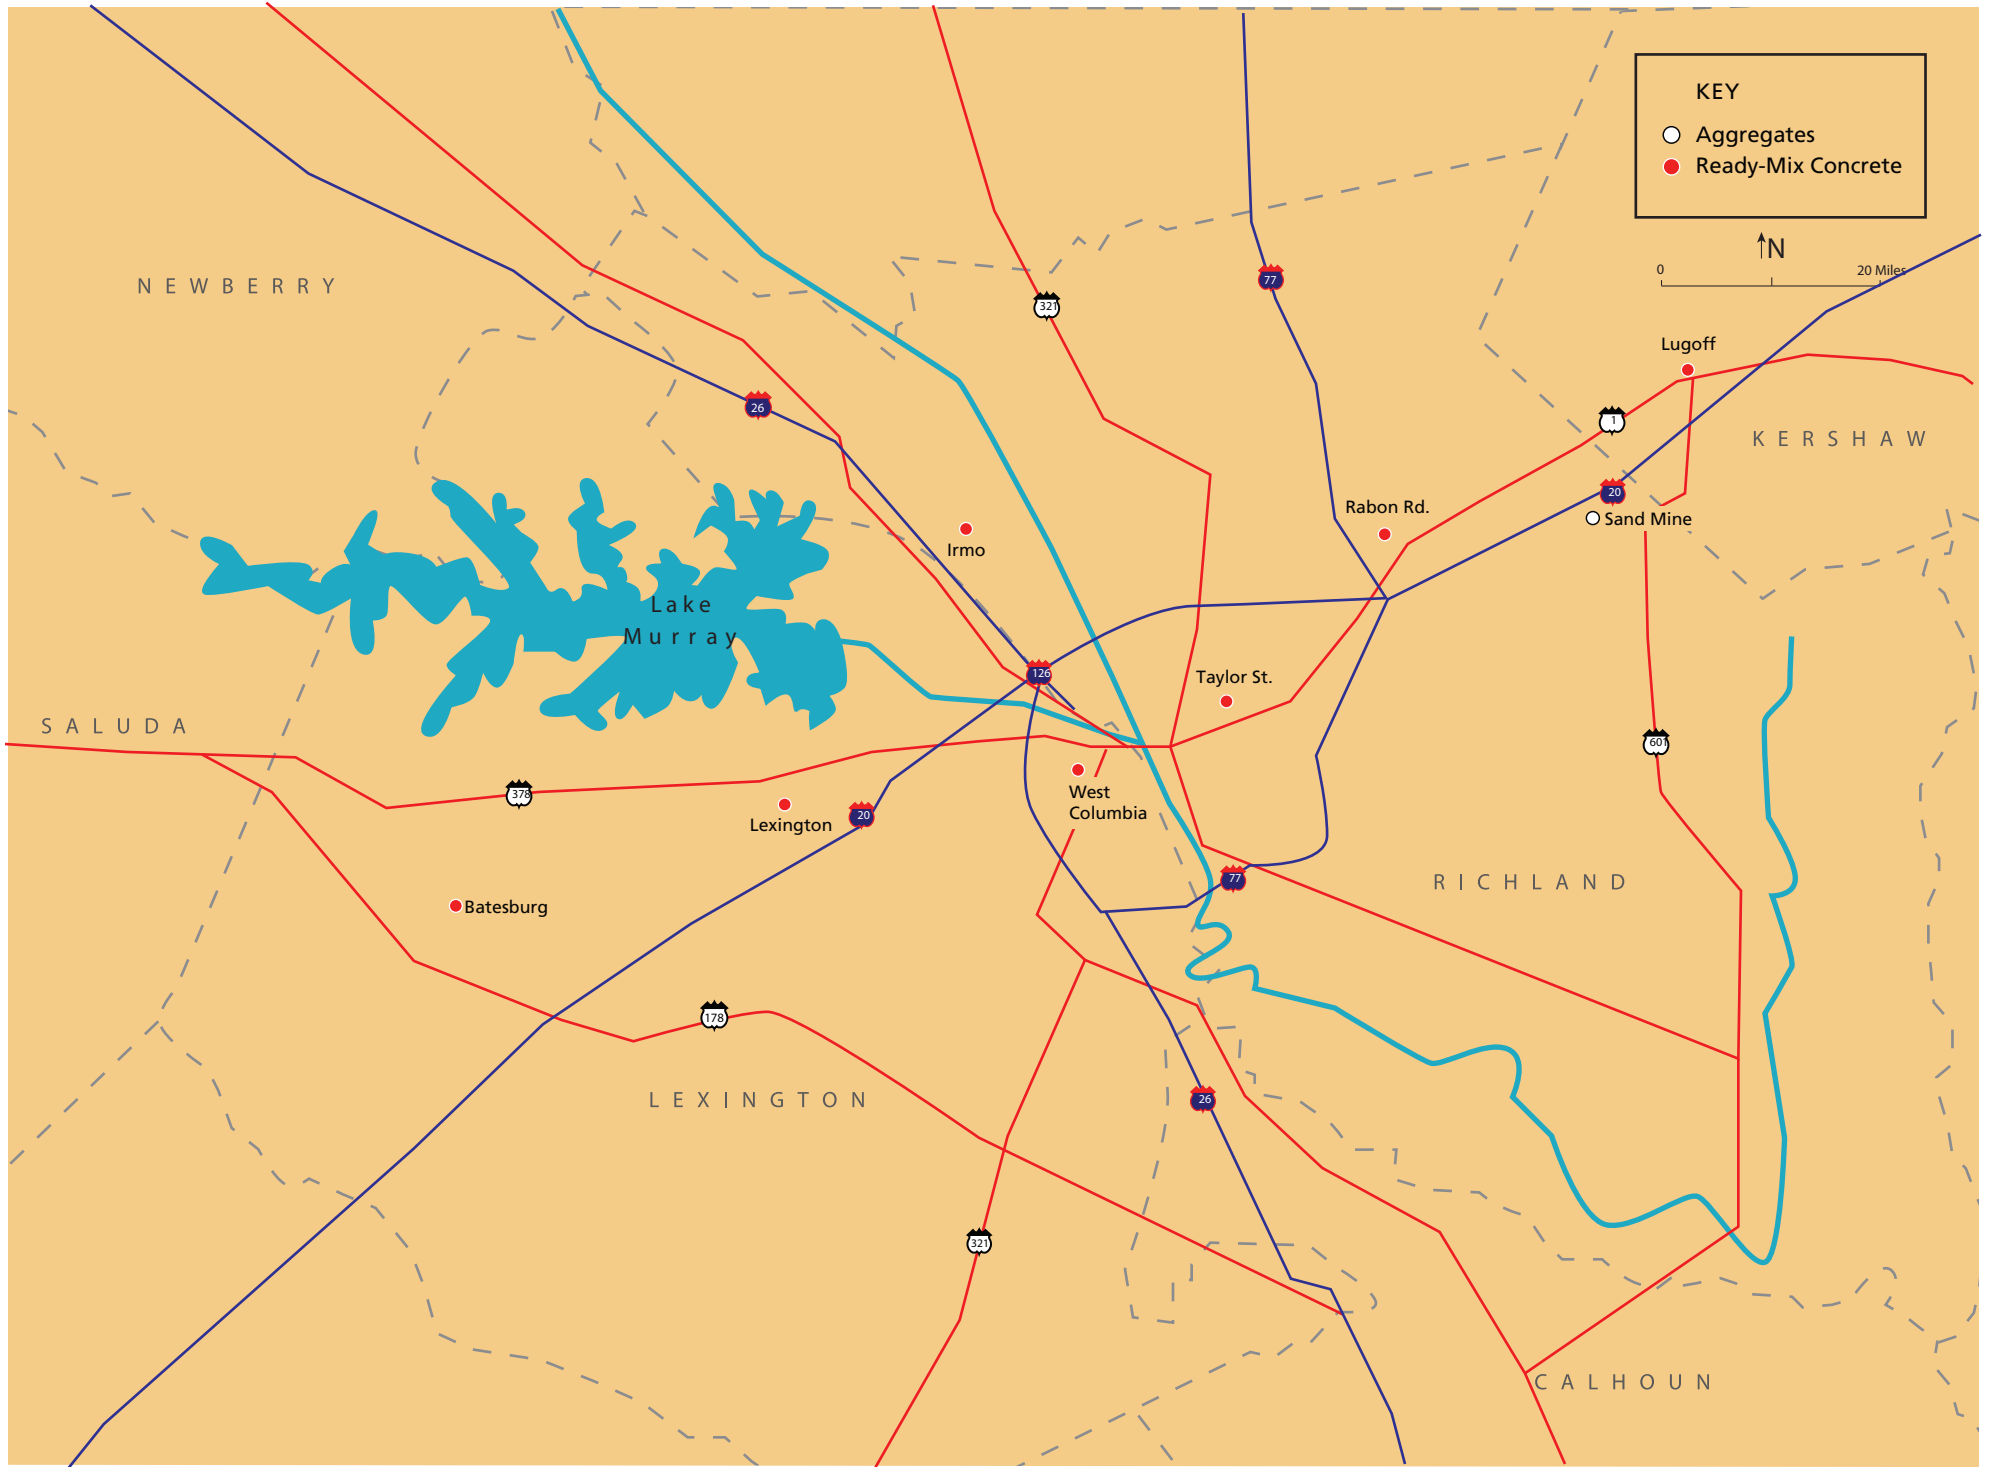 KEY
Aggregates
Ready-Mix Concrete
N
0 20 Miles
NEWBERRY
77
321
Lugoff
26
1
KERSHAW
20
Rabon Rd.
Sand Mine
Irmo
Lake
Murray
126
Taylor St.
SALUDA
601
378
West
Columbia
Lexington
20
77
RICHLAND
Batesburg
178
LEXINGTON
26
321
CALHOUN